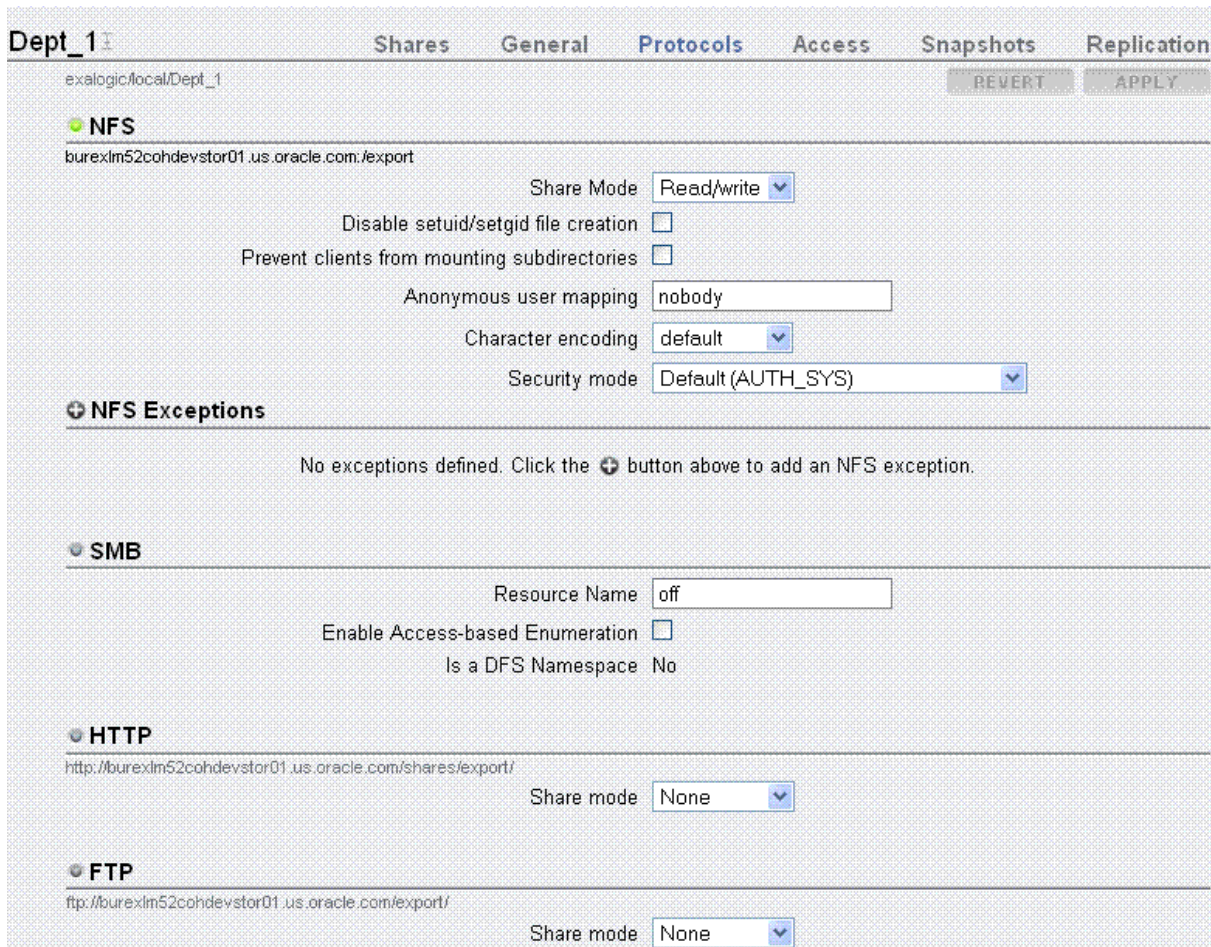 Dept_1
Shares General Protocols Access Snapshots Replication
exalogic/local/Dept_1
REVERT APPLY
NFS
burexlm52cohdevstor01.us.oracle.com:/export
Share Mode Read/write
Disable setuid/setgid file creation
Prevent clients from mounting subdirectories
Anonymous user mapping nobody
Character encoding default
Security mode Default (AUTH_SYS)
NFS Exceptions
No exceptions defined. Click the button above to add an NFS exception.
SMB
Resource Name off
Enable Access-based Enumeration
Is a DFS Namespace No
HTTP
http://burexlm52cohdevstor01.us.oracle.com/shares/export/
Share mode None
FTP
ftp://burexlm52cohdevstor01.us.oracle.com/export/
Share mode None